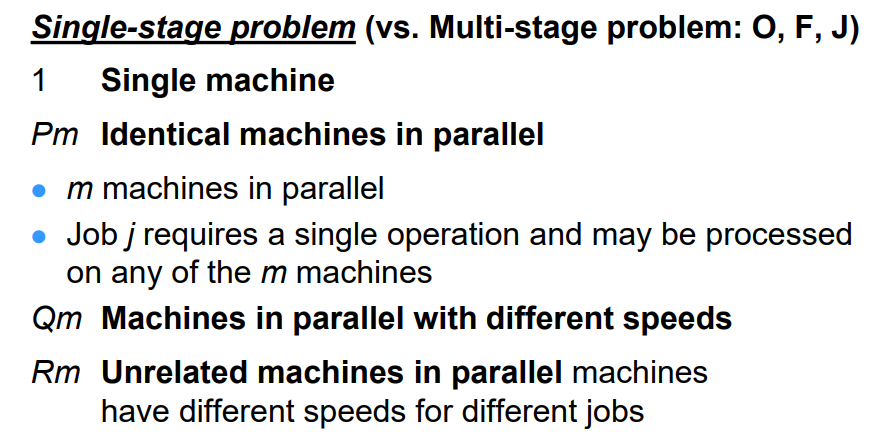 Single-stage problem (vs. Multi-stage problem: O, F, J)
1 Single machine
Pm Identical machines in parallel
• m machines in parallel
• Job j requires a single operation and may be processed
on any of the m machines
Qm Machines in parallel with different speeds
Rm Unrelated machines in parallel machines
have different speeds for different jobs